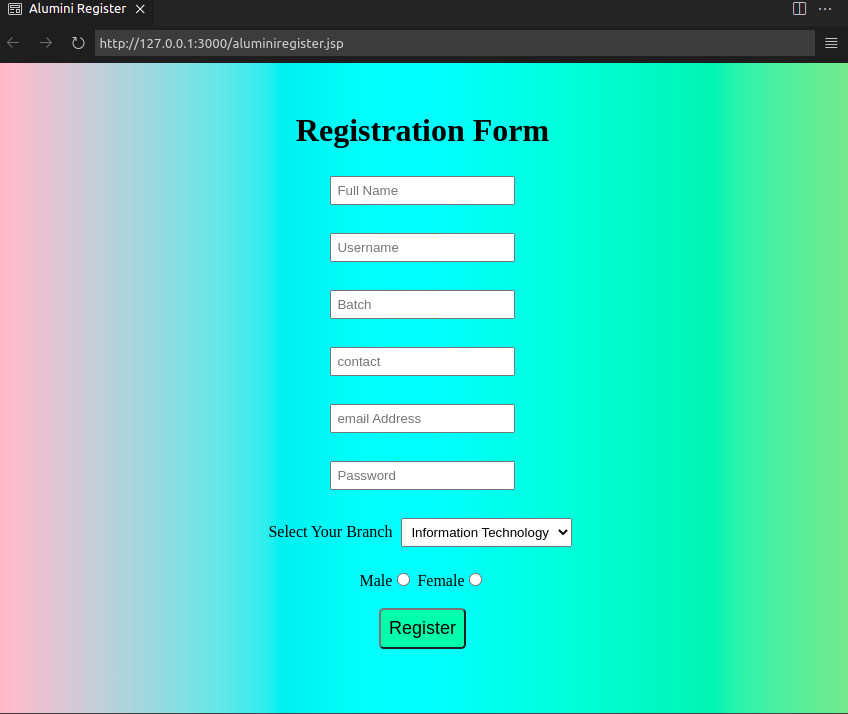 Alumini Register
http://127.0.0.1:3000/aluminiregister.jsp
Registration Form
Full Name
Username
Batch
contact
email Address
Password
Select Your Branch Information Technology
Male Female
Register